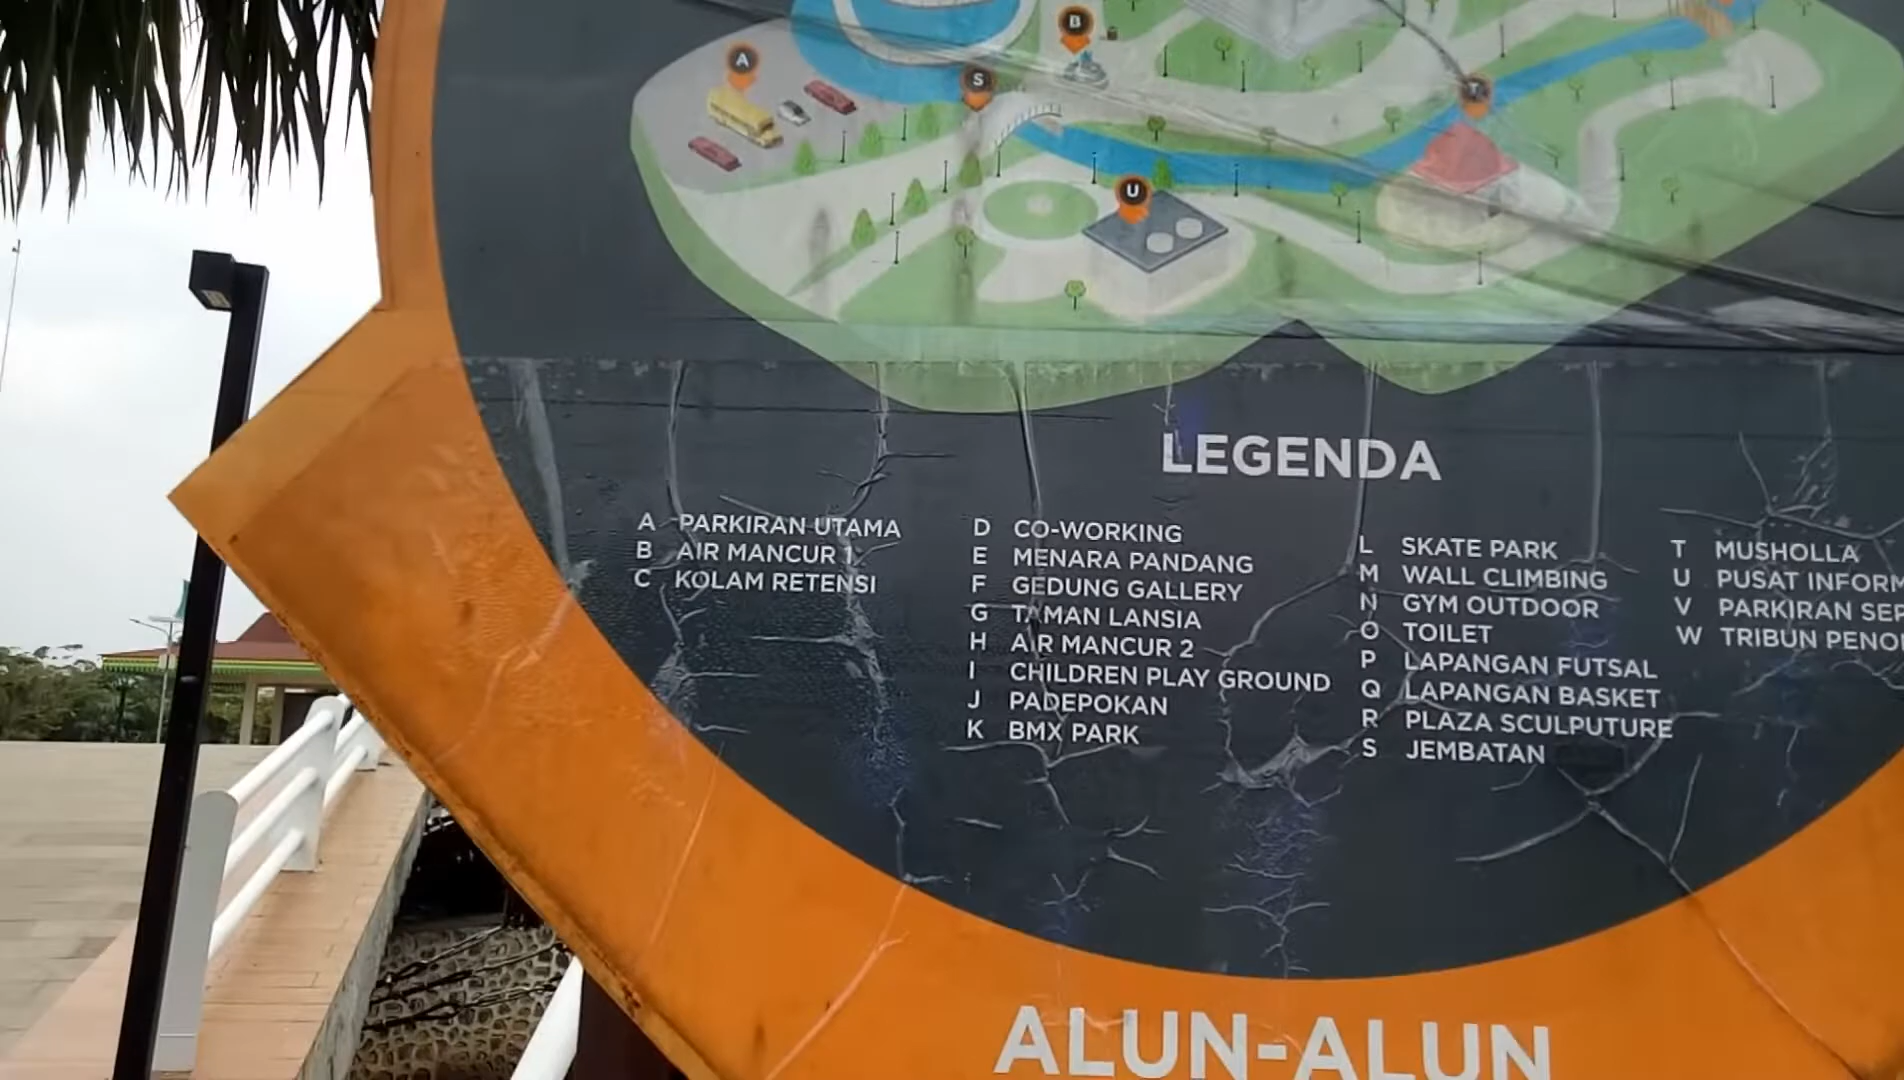 B
A
S
T
U
LEGENDA
A PARKIRAN UTAMA
B AIR MANCUR 1
C KOLAM RETENSI
D CO-WORKING
E MENARA PANDANG
F GEDUNG GALLERY
G TAMAN LANSIA
H AIR MANCUR 2
I CHILDREN PLAY GROUND
J PADEPOKAN
K BMX PARK
L SKATE PARK
M WALL CLIMBING
N GYM OUTDOOR
O TOILET
P LAPANGAN FUTSAL
Q LAPANGAN BASKET
R PLAZA SCULPUTURE
S JEMBATAN
T MUSHOLLA
U PUSAT
V PARKIRAN
W TRIBUN
ALUN-ALUN